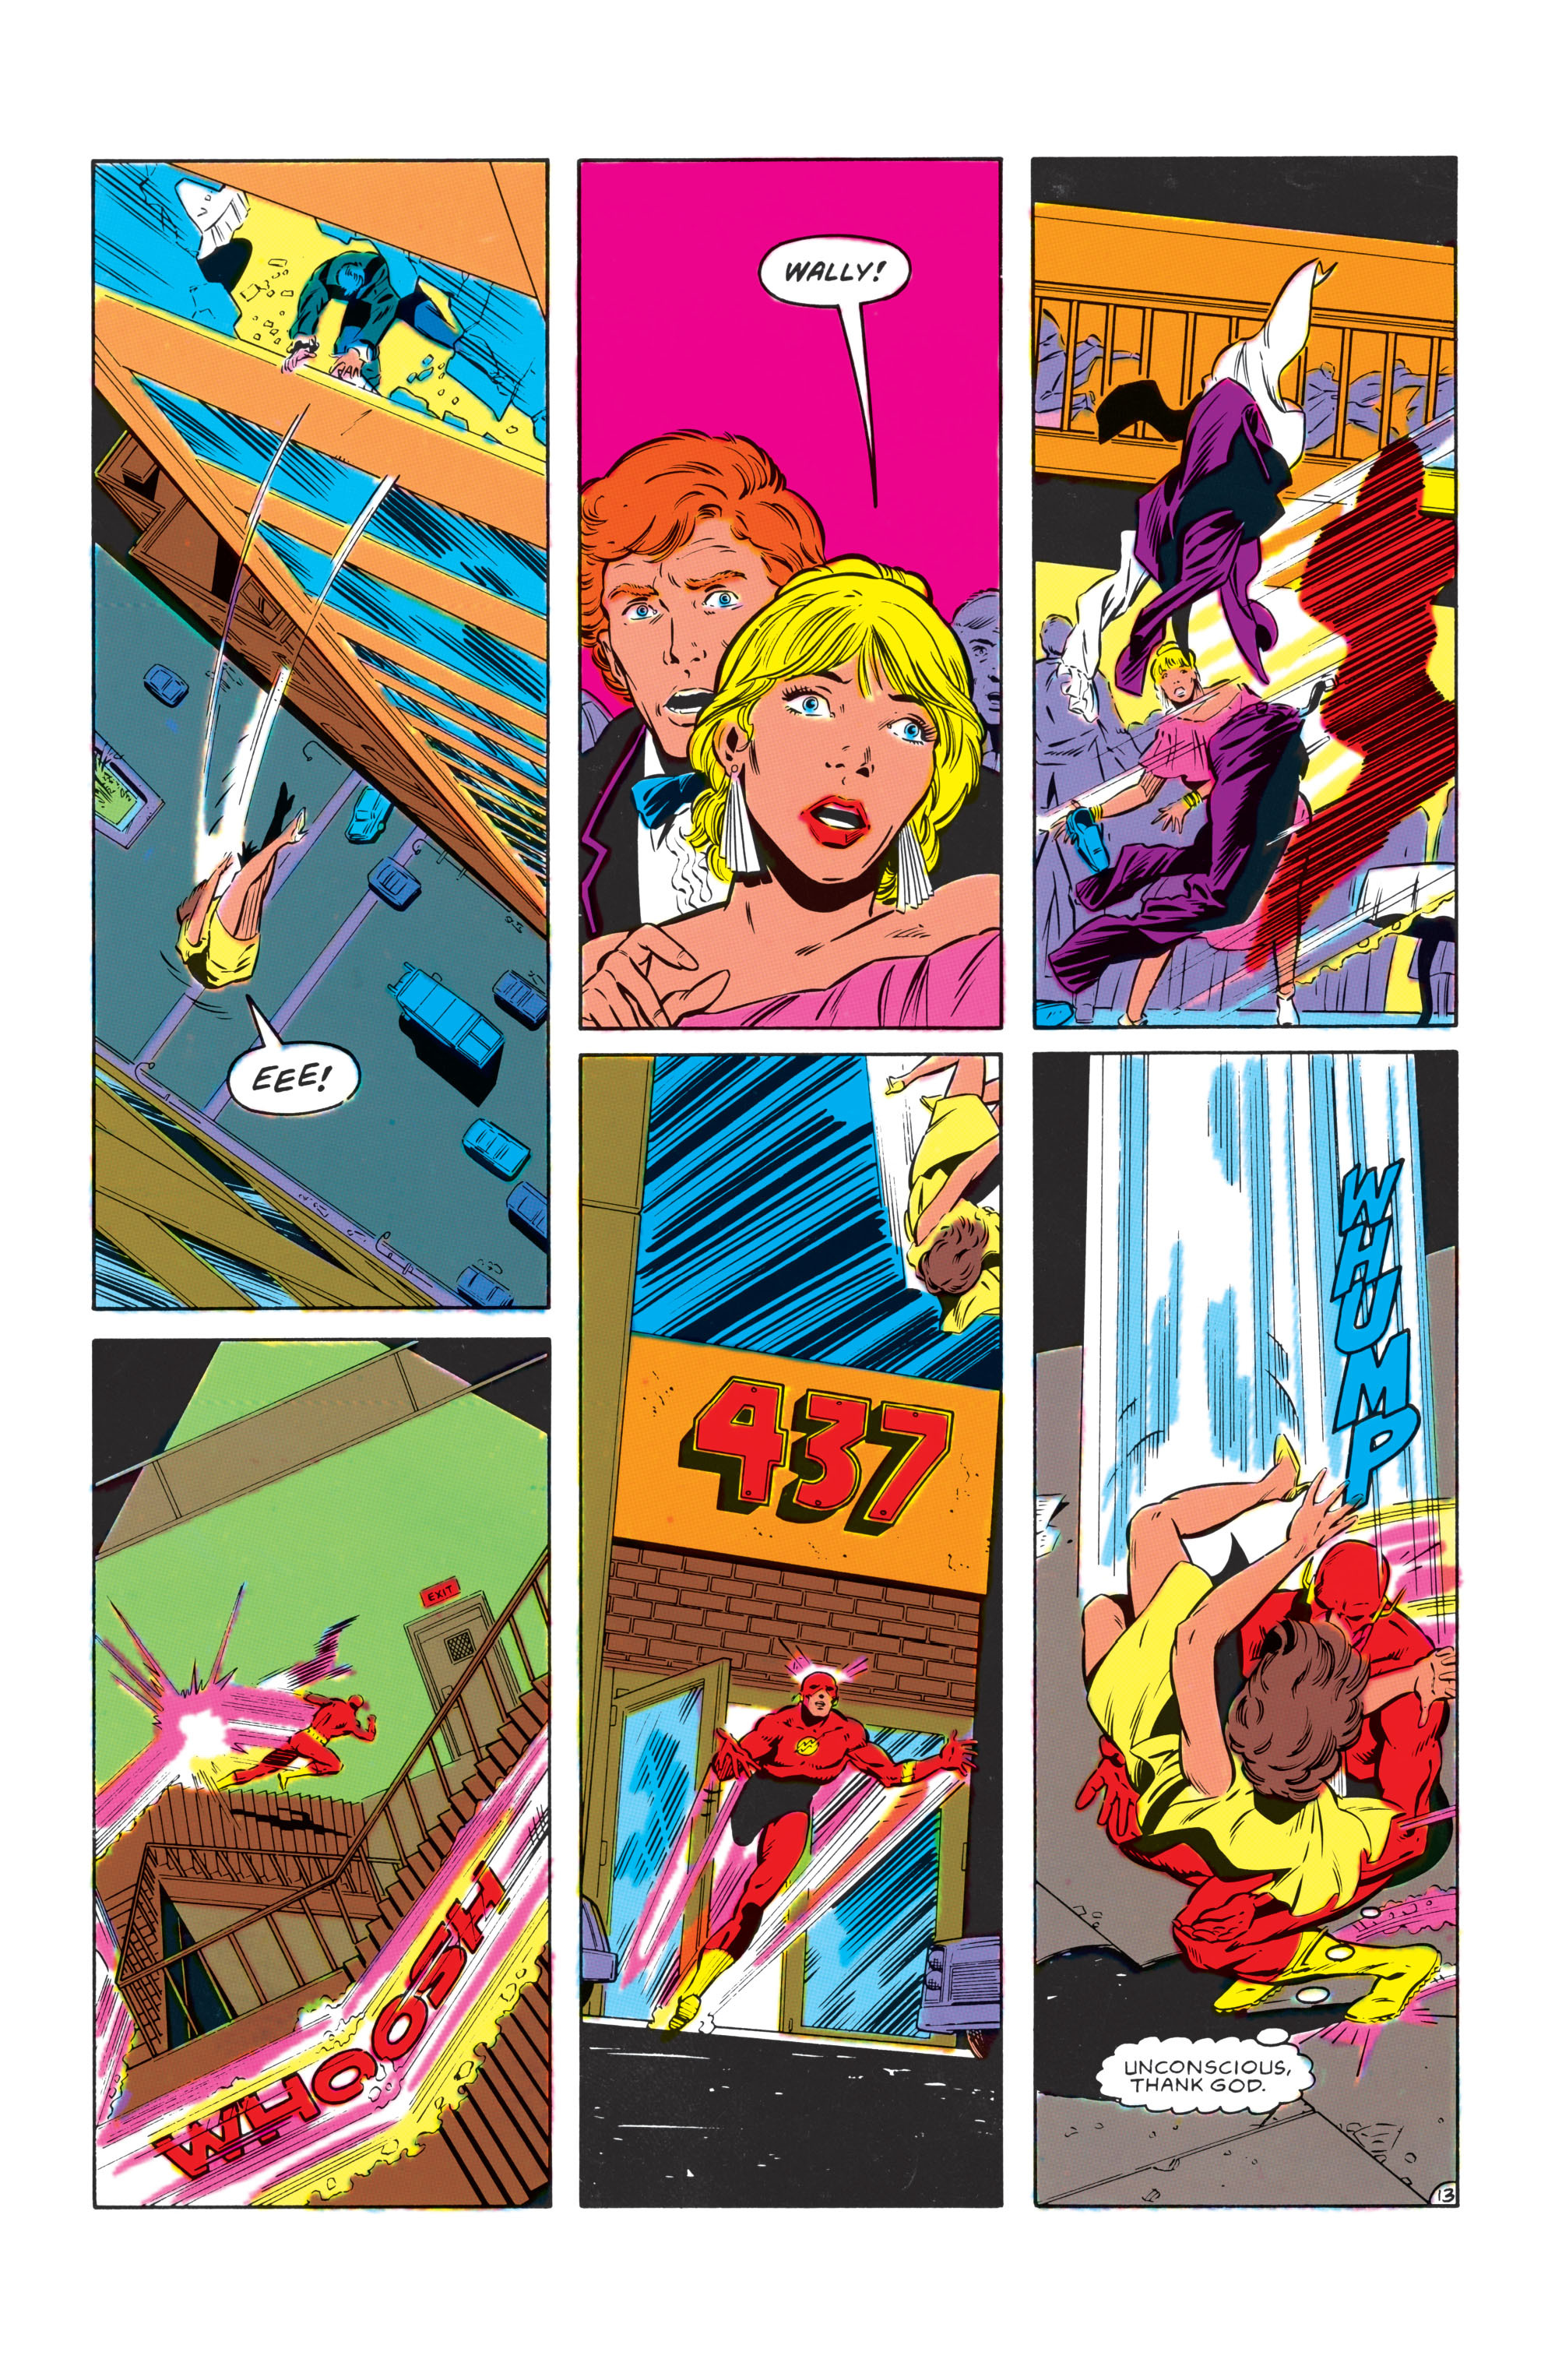 EEE!
WALLY!
EXIT
WHOOSH
437
WHUMP
UNCONSCIOUS,
THANK GOD.
13